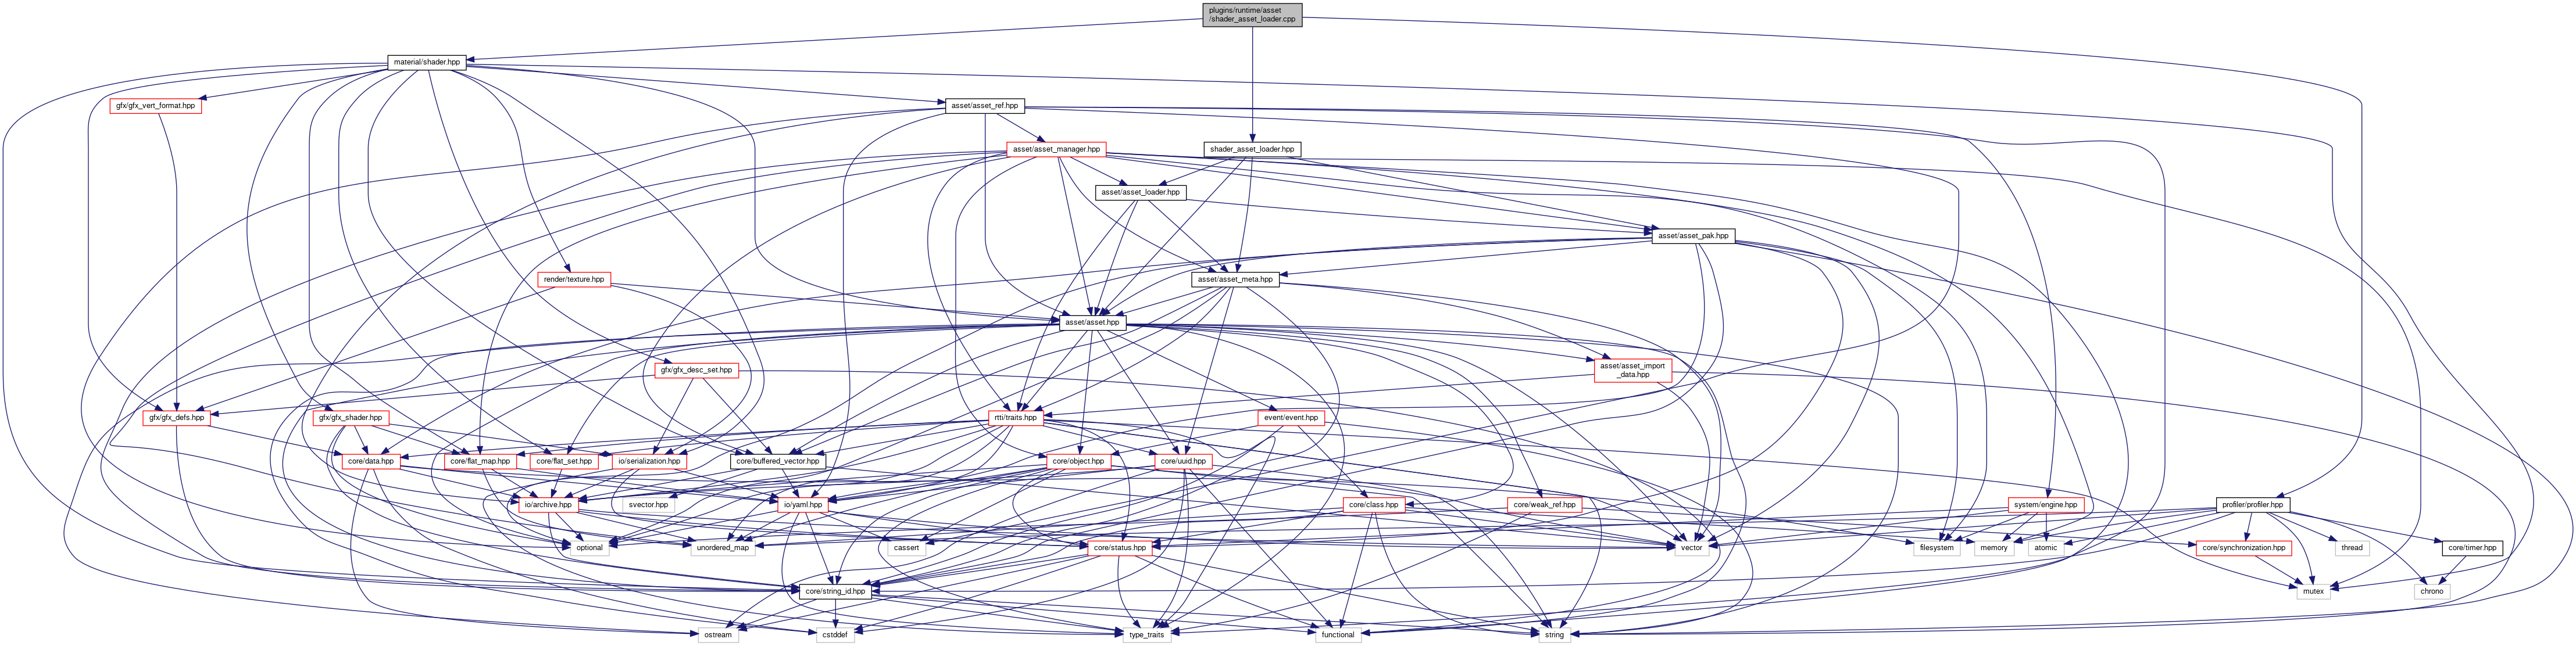 plugins/runtime/asset
/shader_asset_loader.cpp
material/shader.hpp
gfx/gfx_vert_format.hpp
asset/asset_ref.hpp
asset/asset_manager.hpp
shader_asset_loader.hpp
asset/asset_loader.hpp
asset/asset_pak.hpp
render/texture.hpp
asset/asset_meta.hpp
asset/asset.hpp
gfx/gfx_desc_set.hpp
asset/asset_import
_data.hpp
gfx/gfx_defs.hpp
gfx/gfx_shader.hpp
rtti/traits.hpp
event/event.hpp
core/data.hpp
core/flat_map.hpp
core/flat_set.hpp
io/serialization.hpp
core/buffered_vector.hpp
core/object.hpp
core/uuid.hpp
io/archive.hpp
svector.hpp
io/yaml.hpp
core/class.hpp
core/weak_ref.hpp
system/engine.hpp
profiler/profiler.hpp
optional
unordered_map
cassert
core/status.hpp
vector
filesystem
memory
atomic
core/synchronization.hpp
thread
core/timer.hpp
core/string_id.hpp
mutex
chrono
ostream
cstddef
type_traits
functional
string